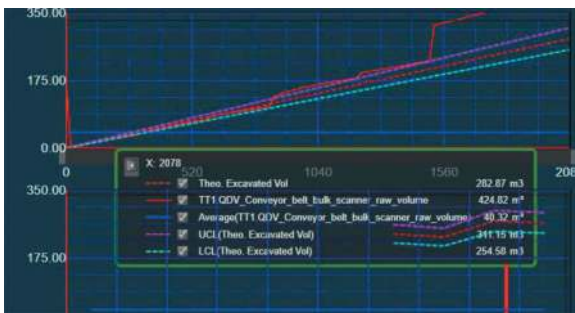 350.00
175.00
0.00
X: 2078
0 520 1040 1560 208
350.00
Theo. Excavated Vol 282.87 m3
TT1.QDV_Conveyor_belt_bulk_scanner_raw_volume 424.82 m³
Average(TT1.QDV_Conveyor_belt_bulk_scanner_raw_volume) 40.32 m³
UCL(Theo. Excavated Vol) 311.15 m3
175.00
LCL(Theo. Excavated Vol) 254.58 m3